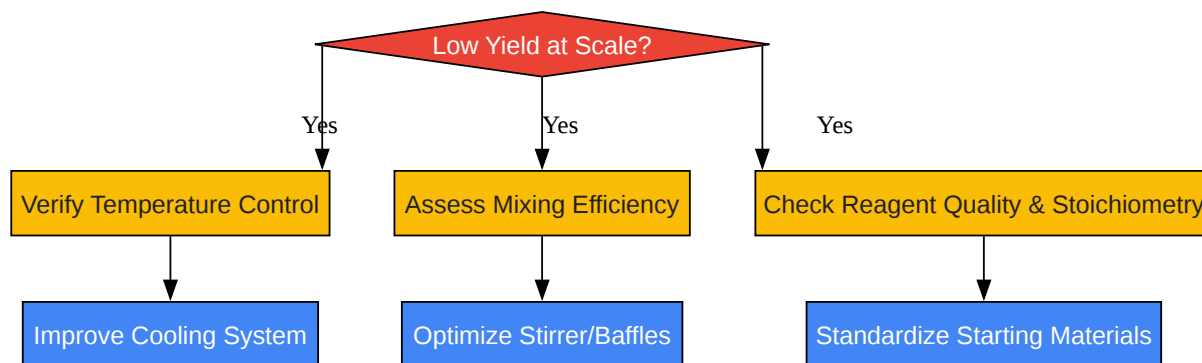 Low Yield at Scale?
Yes
Yes
Yes
Verify Temperature Control
Assess Mixing Efficiency
Check Reagent Quality & Stoichiometry
Improve Cooling System
Optimize Stirrer/Baffles
Standardize Starting Materials